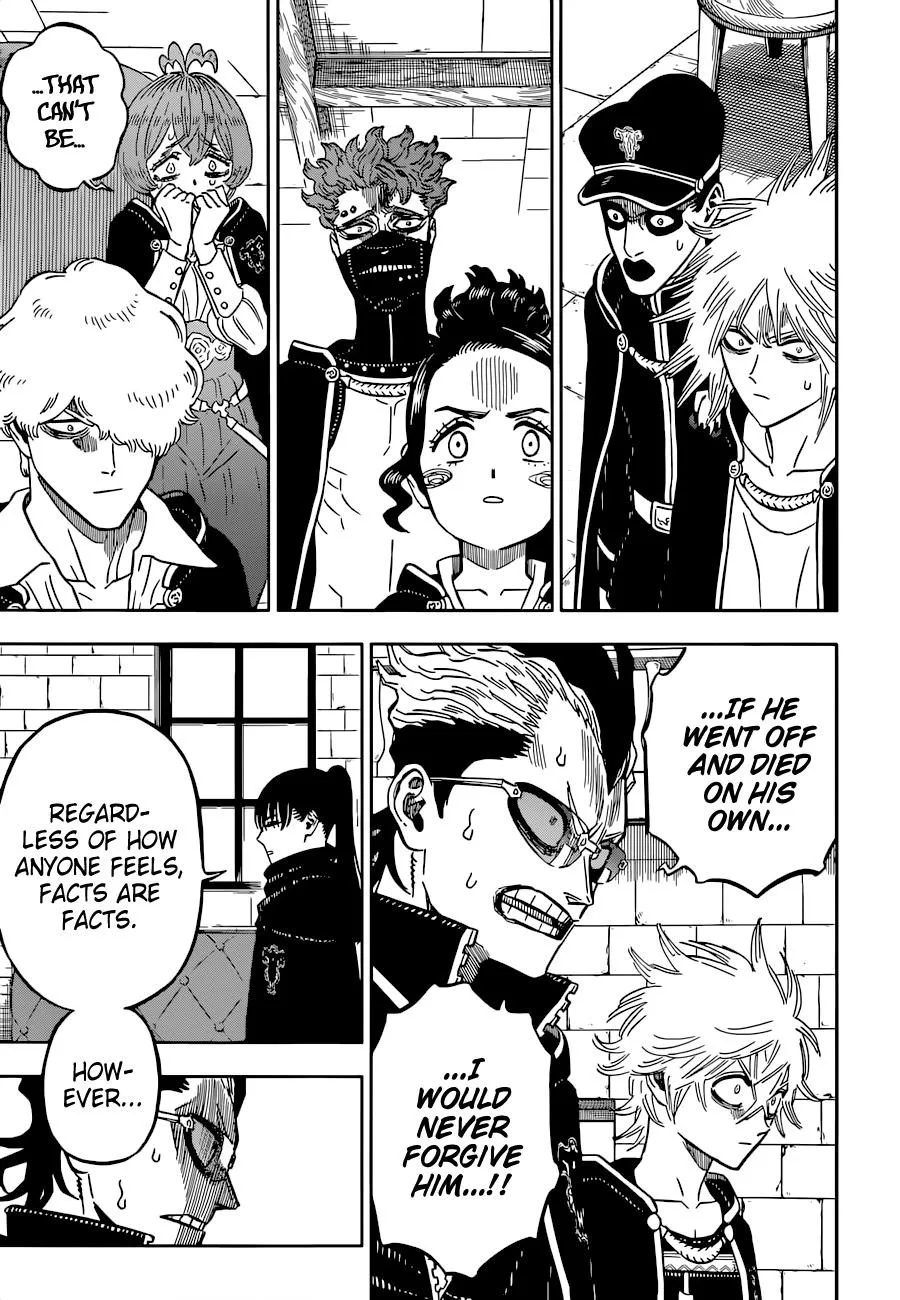 ...THAT
CAN'T
BE...
...IF HE
WENT OFF
AND DIED
ON HIS
OWN...
...I
WOULD
NEVER
FORGIVE
HIM...!!
REGARD-
LESS OF HOW
ANYONE FEELS,
FACTS ARE
FACTS.
HOW-
EVER...